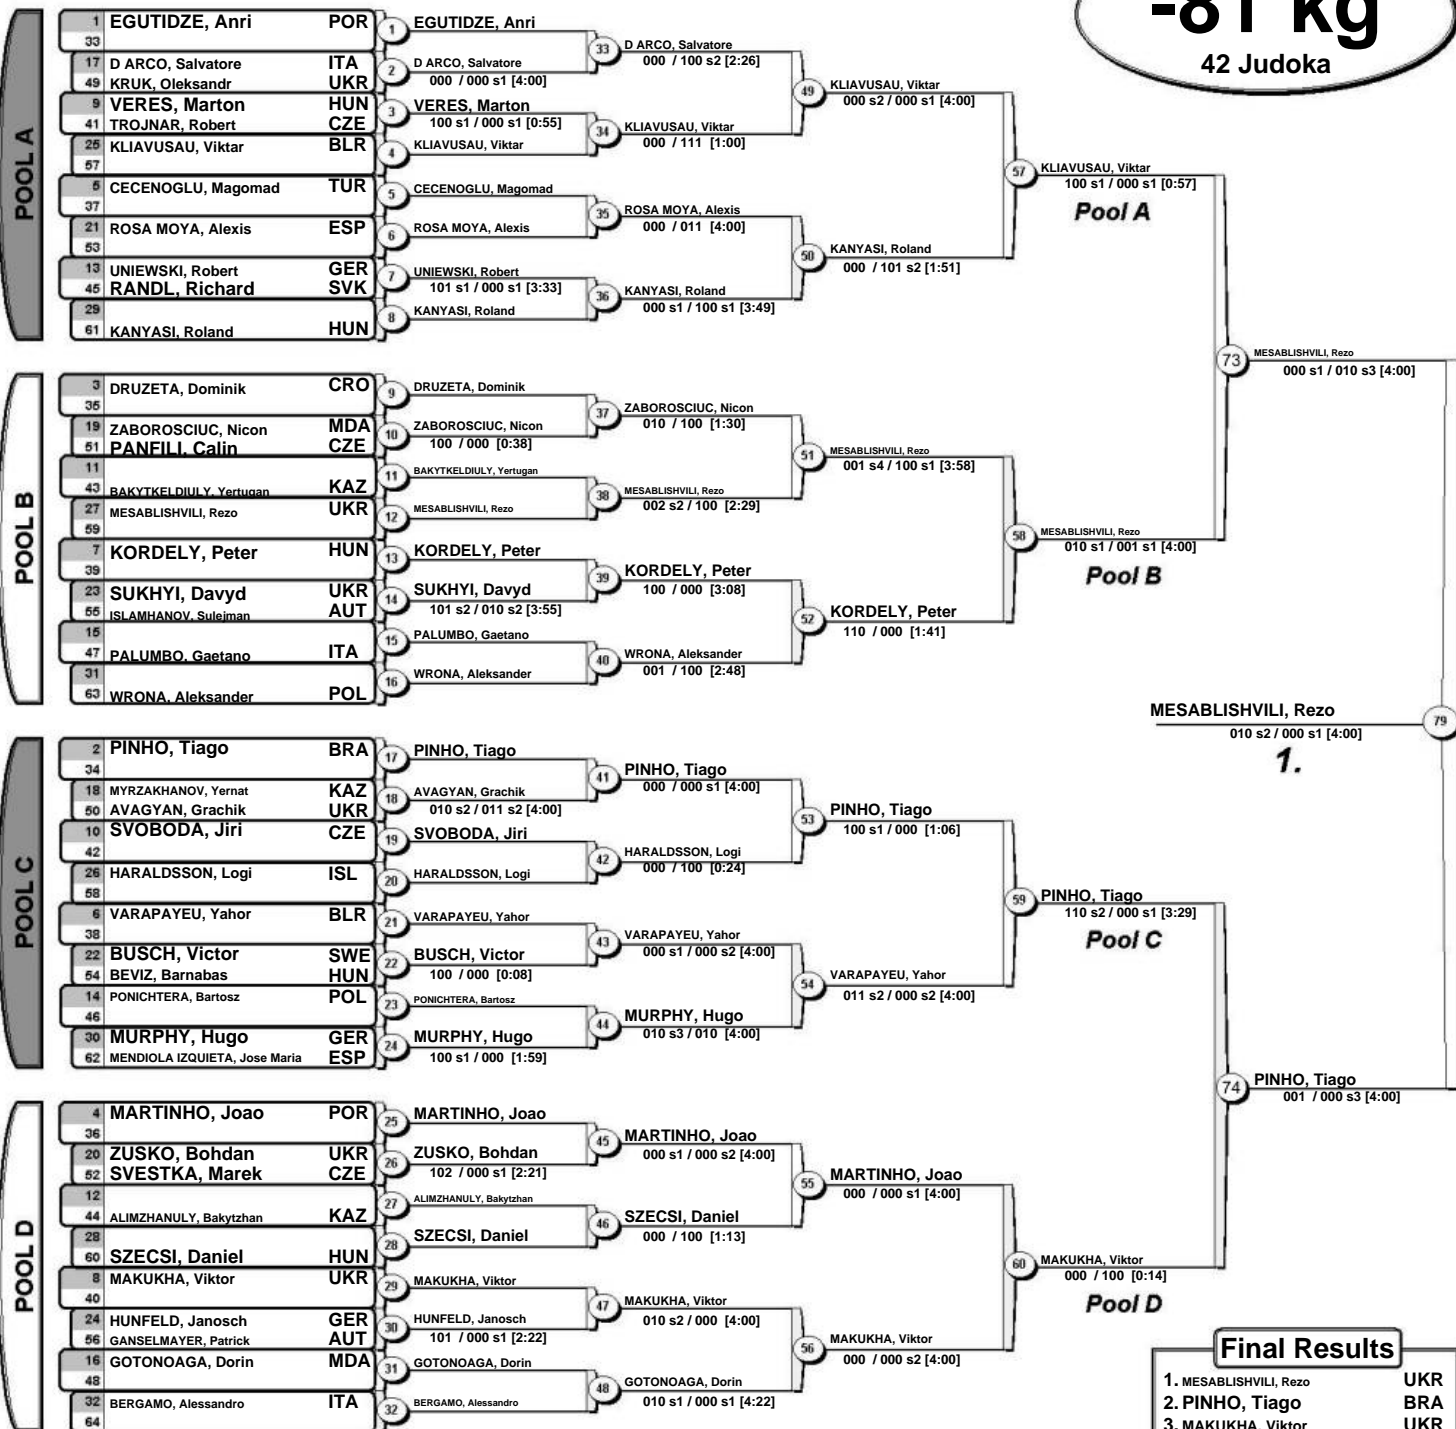 -81 kg
42 Judoka
POOL A
1 EGUTIDZE, Anri POR
33
17 D ARCO, Salvatore ITA
49 KRUK, Oleksandr UKR
9 VERES, Marton HUN
41 TROJNAR, Robert CZE
25 KLIAVUSAU, Viktar BLR
57
5 CECENOGLU, Magomad TUR
37
21 ROSA MOYA, Alexis ESP
53
13 UNIEWSKI, Robert GER
45 RANDL, Richard SVK
29
61 KANYASI, Roland HUN
1 EGUTIDZE, Anri
2 D ARCO, Salvatore
000 / 000 s1 [4:00]
3 VERES, Marton
100 s1 / 000 s1 [0:55]
4 KLIAVUSAU, Viktar
5 CECENOGLU, Magomad
6 ROSA MOYA, Alexis
7 UNIEWSKI, Robert
101 s1 / 000 s1 [3:33]
8 KANYASI, Roland
33 D ARCO, Salvatore
000 / 100 s2 [2:26]
34 KLIAVUSAU, Viktar
000 / 111 [1:00]
35 ROSA MOYA, Alexis
000 / 011 [4:00]
36 KANYASI, Roland
000 s1 / 100 s1 [3:49]
49 KLIAVUSAU, Viktar
000 s2 / 000 s1 [4:00]
50 KANYASI, Roland
000 / 101 s2 [1:51]
57 KLIAVUSAU, Viktar
100 s1 / 000 s1 [0:57]
Pool A
POOL B
3 DRUZETA, Dominik CRO
35
19 ZABOROSCIUC, Nicon MDA
51 PANFILI, Calin CZE
11
43 BAKYTKELDIULY, Yertugan KAZ
27 MESABLISHVILI, Rezo UKR
59
7 KORDELY, Peter HUN
39
23 SUKHYI, Davyd UKR
55 ISLAMHANOV, Sulejman AUT
15
47 PALUMBO, Gaetano ITA
31
63 WRONA, Aleksander POL
9 DRUZETA, Dominik
10 ZABOROSCIUC, Nicon
100 / 000 [0:38]
11 BAKYTKELDIULY, Yertugan
12 MESABLISHVILI, Rezo
13 KORDELY, Peter
14 SUKHYI, Davyd
101 s2 / 010 s2 [3:55]
15 PALUMBO, Gaetano
16 WRONA, Aleksander
37 ZABOROSCIUC, Nicon
010 / 100 [1:30]
38 MESABLISHVILI, Rezo
002 s2 / 100 [2:29]
39 KORDELY, Peter
100 / 000 [3:08]
40 WRONA, Aleksander
001 / 100 [2:48]
51 MESABLISHVILI, Rezo
001 s4 / 100 s1 [3:58]
52 KORDELY, Peter
110 / 000 [1:41]
58 MESABLISHVILI, Rezo
010 s1 / 001 s1 [4:00]
Pool B
73 MESABLISHVILI, Rezo
000 s1 / 010 s3 [4:00]
MESABLISHVILI, Rezo 79
010 s2 / 000 s1 [4:00]
1.
POOL C
2 PINHO, Tiago BRA
34
18 MYRZAKHANOV, Yernat KAZ
50 AVAGYAN, Grachik UKR
10 SVOBODA, Jiri CZE
42
26 HARALDSSON, Logi ISL
58
6 VARAPAYEU, Yahor BLR
38
22 BUSCH, Victor SWE
54 BEVIZ, Barnabas HUN
14 PONICHTERA, Bartosz POL
46
30 MURPHY, Hugo GER
62 MENDIOLA IZQUIETA, Jose Maria ESP
17 PINHO, Tiago
18 AVAGYAN, Grachik
010 s2 / 011 s2 [4:00]
19 SVOBODA, Jiri
20 HARALDSSON, Logi
21 VARAPAYEU, Yahor
22 BUSCH, Victor
100 / 000 [0:08]
23 PONICHTERA, Bartosz
24 MURPHY, Hugo
100 s1 / 000 [1:59]
41 PINHO, Tiago
000 / 000 s1 [4:00]
42 HARALDSSON, Logi
000 / 100 [0:24]
43 VARAPAYEU, Yahor
000 s1 / 000 s2 [4:00]
44 MURPHY, Hugo
010 s3 / 010 [4:00]
53 PINHO, Tiago
100 s1 / 000 [1:06]
54 VARAPAYEU, Yahor
011 s2 / 000 s2 [4:00]
59 PINHO, Tiago
110 s2 / 000 s1 [3:29]
Pool C
74 PINHO, Tiago
001 / 000 s3 [4:00]
POOL D
4 MARTINHO, Joao POR
36
20 ZUSKO, Bohdan UKR
52 SVESTKA, Marek CZE
12
44 ALIMZHANULY, Bakytzhan KAZ
28
60 SZECSI, Daniel HUN
8 MAKUKHA, Viktor UKR
40
24 HUNFELD, Janosch GER
56 GANSELMAYER, Patrick AUT
16 GOTONOAGA, Dorin MDA
48
32 BERGAMO, Alessandro ITA
64
25 MARTINHO, Joao
26 ZUSKO, Bohdan
102 / 000 s1 [2:21]
27 ALIMZHANULY, Bakytzhan
28 SZECSI, Daniel
29 MAKUKHA, Viktor
30 HUNFELD, Janosch
101 / 000 s1 [2:22]
31 GOTONOAGA, Dorin
32 BERGAMO, Alessandro
45 MARTINHO, Joao
000 s1 / 000 s2 [4:00]
46 SZECSI, Daniel
000 / 100 [1:13]
47 MAKUKHA, Viktor
010 s2 / 000 [4:00]
48 GOTONOAGA, Dorin
010 s1 / 000 s1 [4:22]
55 MARTINHO, Joao
000 / 000 s1 [4:00]
56 MAKUKHA, Viktor
000 / 000 s2 [4:00]
60 MAKUKHA, Viktor
000 / 100 [0:14]
Pool D
Final Results
1. MESABLISHVILI, Rezo UKR
2. PINHO, Tiago BRA
3. MAKUKHA, Viktor UKR